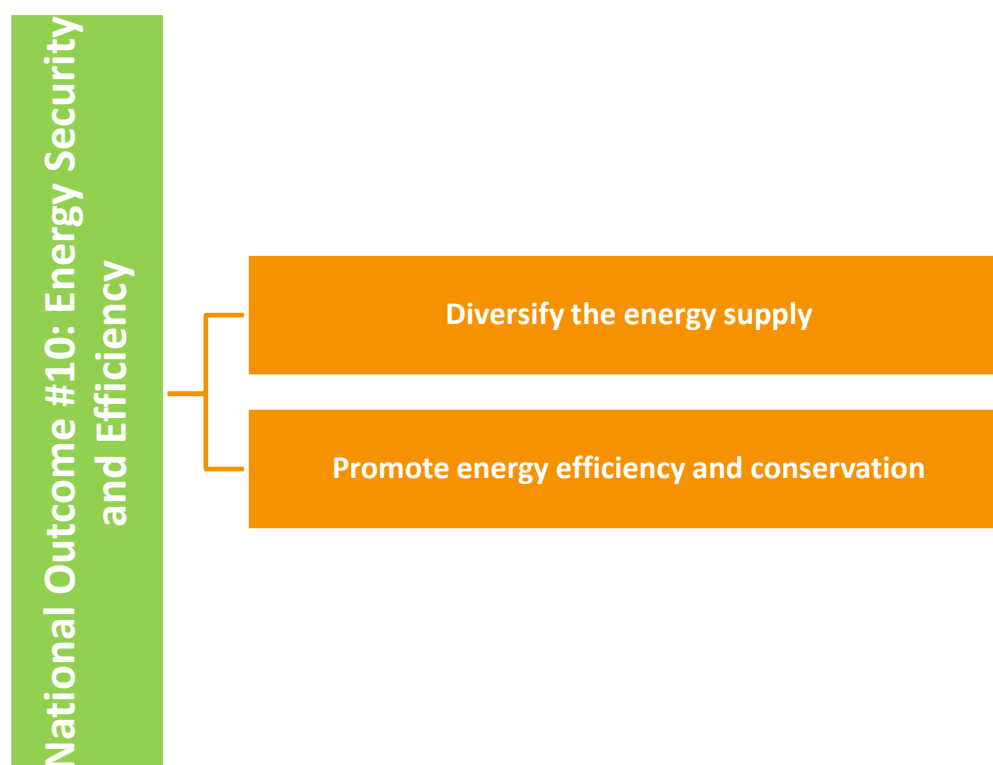 National Outcome #10: Energy Security
and Efficiency
Diversify the energy supply
Promote energy efficiency and conservation